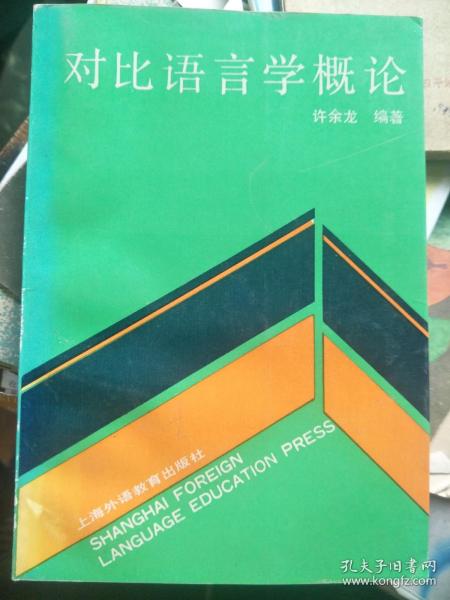 对比语言学概论
许余龙 编著
上海外语教育出版社
SHANGHAI FOREIGN
LANGUAGE EDUCATION PRESS
孔夫子旧书网
www.kongfz.com